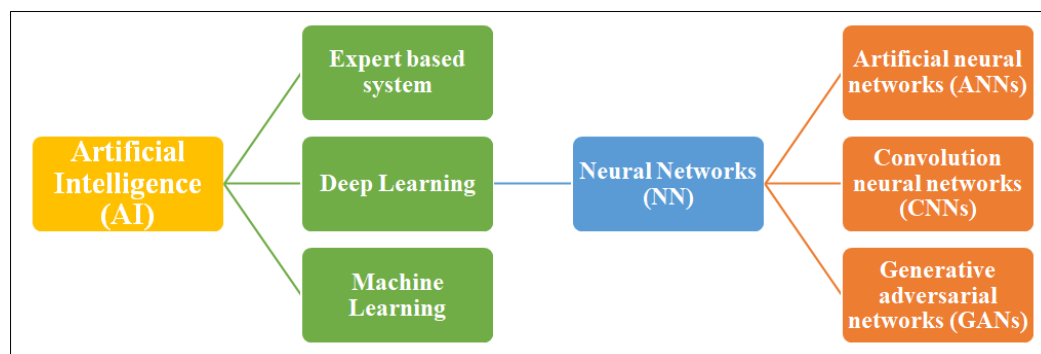 Artificial
Intelligence
(AI)
Expert based
system
Deep Learning
Machine
Learning
Neural Networks
(NN)
Artificial neural
networks (ANNs)
Convolution
neural networks
(CNNs)
Generative
adversarial
networks (GANs)